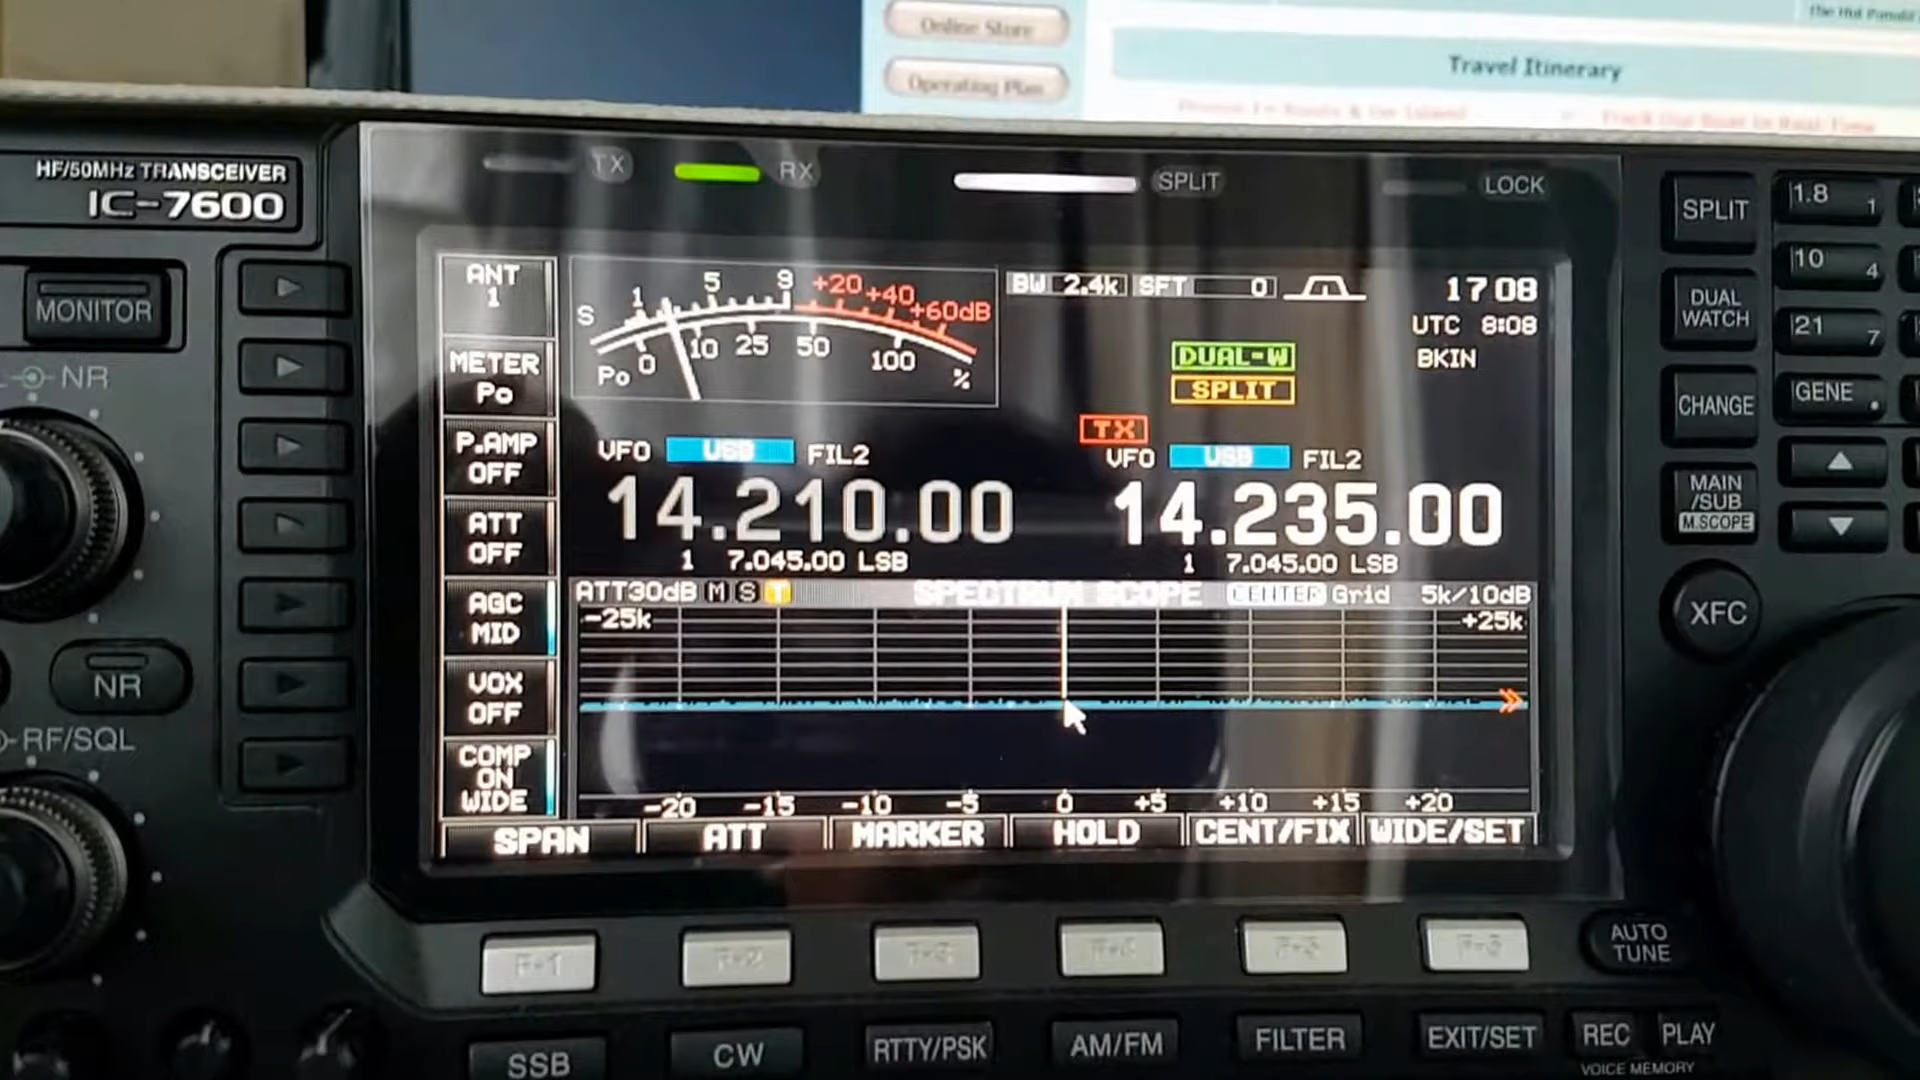 Online Store
Operating Plan
Travel Itinerary
HF/50MHz TRANSCEIVER
IC-7600
TX
RX
SPLIT
LOCK
MONITOR
NR
NR
RF/SQL
ANT
1
METER
Po
P.AMP
OFF
ATT
OFF
AGC
MID
VOX
OFF
COMP
ON
WIDE
S 1 5 9 +20 +40 +60dB
Po 0 10 25 50 100 %
BW 2.4k SFT 0
17 08
UTC 8:08
BKIN
DUAL-W
SPLIT
TX
VFO USB FIL2
VFO USB FIL2
14.210.00
14.235.00
1 7.045.00 LSB
1 7.045.00 LSB
ATT30dB M S T SPECTRUM SCOPE CENTER Grid 5k/10dB
-25k +25k
-20 -15 -10 -5 0 +5 +10 +15 +20
SPAN ATT MARKER HOLD CENT/FIX WIDE/SET
F-1 F-2 F-3 F-4 F-5
SSB CW RTTY/PSK AM/FM FILTER EXIT/SET
REC PLAY
VOICE MEMORY
AUTO
TUNE
SPLIT
DUAL
WATCH
CHANGE
MAIN
/SUB
M.SCOPE
XFC
1.8 1
10 4
21 7
GENE .